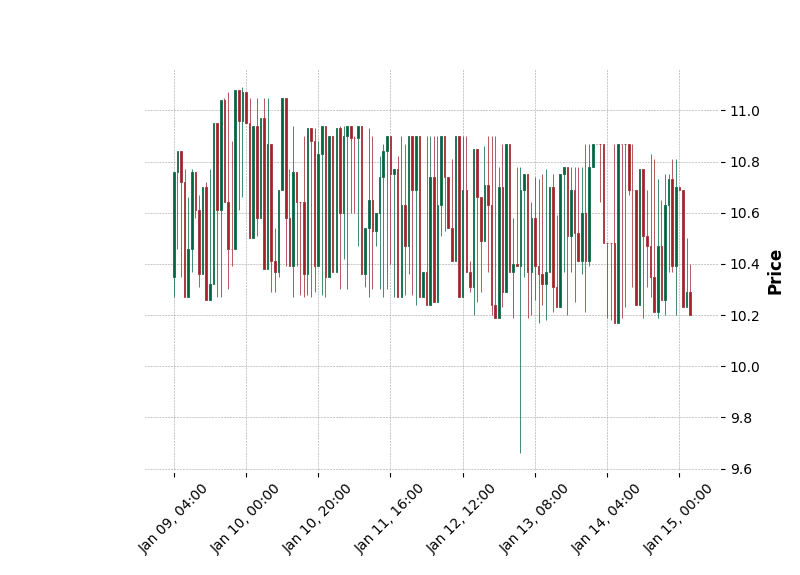 11.0
10.8
10.6
10.4
10.2
10.0
9.8
9.6
Price
Jan 09, 04:00
Jan 10, 00:00
Jan 10, 20:00
Jan 11, 16:00
Jan 12, 12:00
Jan 13, 08:00
Jan 14, 04:00
Jan 15, 00:00